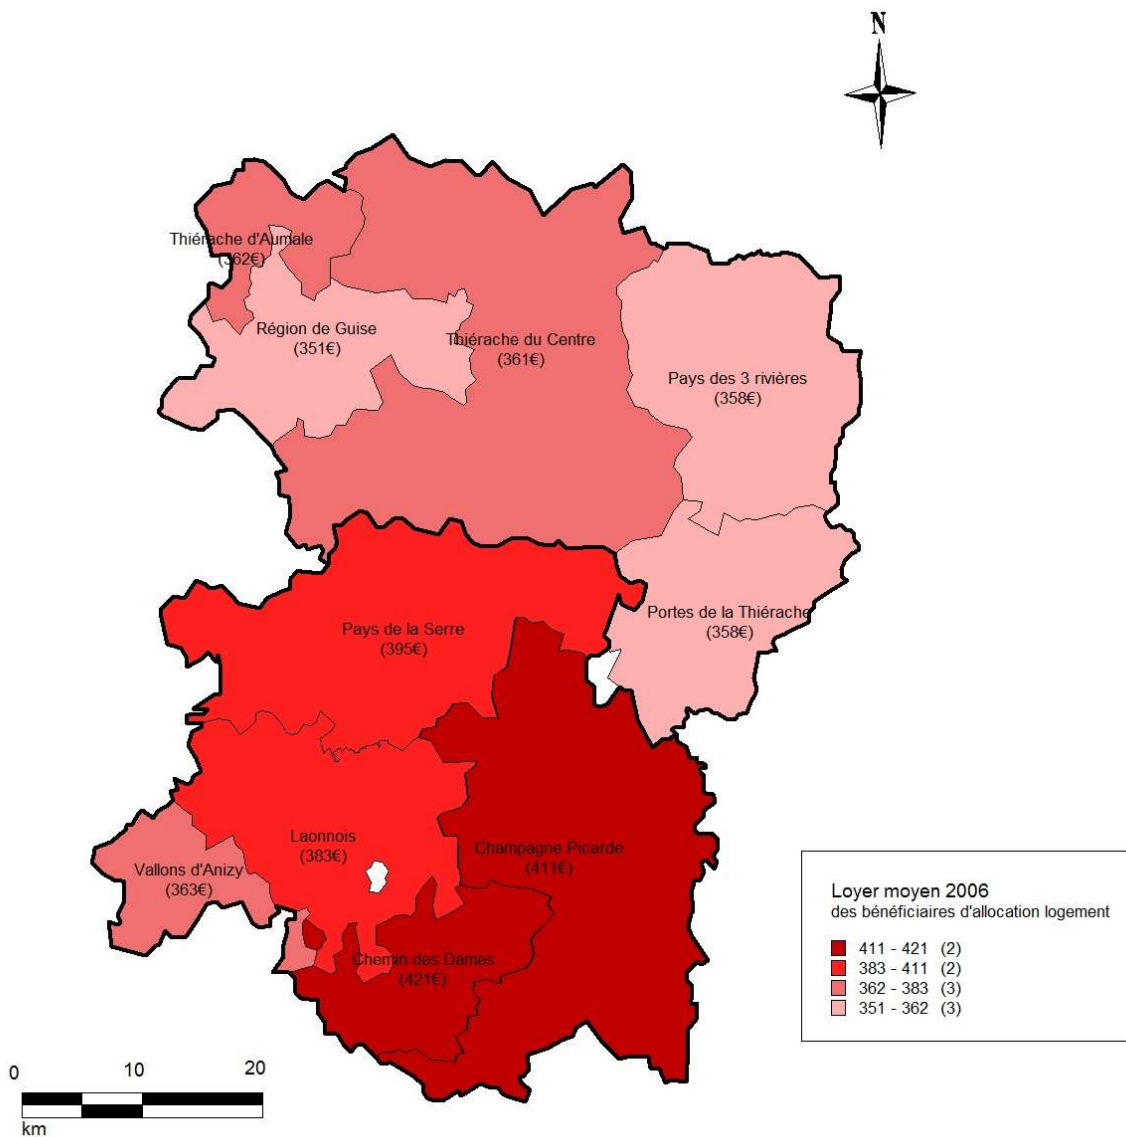 N
Thiérache d'Aumale
(362€)
Région de Guise
(351€)
Thiérache du Centre
(361€)
Pays des 3 rivières
(358€)
Portes de la Thiérache
(358€)
Pays de la Serre
(395€)
Laonnois
(383€)
Champagne Picarde
(411€)
Vallons d'Anizy
(363€)
Chemin des Dames
(421€)
Loyer moyen 2006
des bénéficiaires d'allocation logement
411 - 421 (2)
383 - 411 (2)
362 - 383 (3)
351 - 362 (3)
0 10 20
km